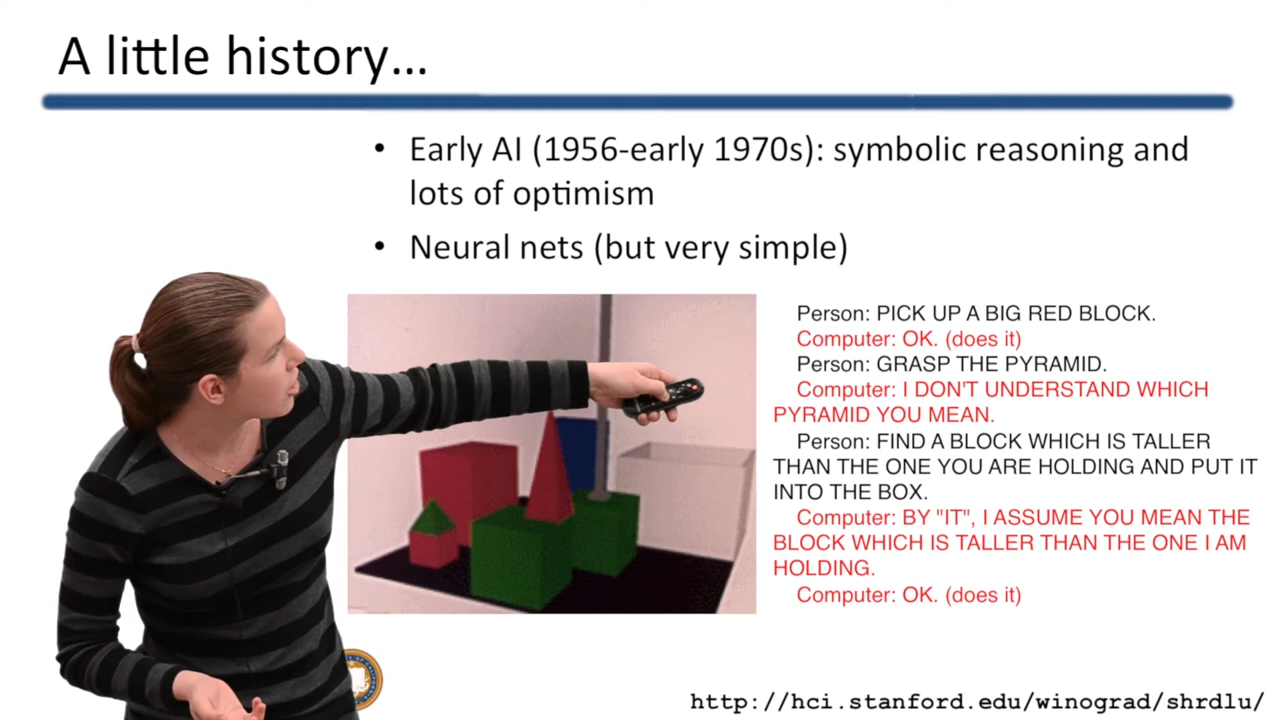 A little history...
• Early AI (1956-early 1970s): symbolic reasoning and
lots of optimism
• Neural nets (but very simple)
Person: PICK UP A BIG RED BLOCK.
Computer: OK. (does it)
Person: GRASP THE PYRAMID.
Computer: I DON'T UNDERSTAND WHICH
PYRAMID YOU MEAN.
Person: FIND A BLOCK WHICH IS TALLER
THAN THE ONE YOU ARE HOLDING AND PUT IT
INTO THE BOX.
Computer: BY "IT", I ASSUME YOU MEAN THE
BLOCK WHICH IS TALLER THAN THE ONE I AM
HOLDING.
Computer: OK. (does it)
http://hci.stanford.edu/winograd/shrdlu/